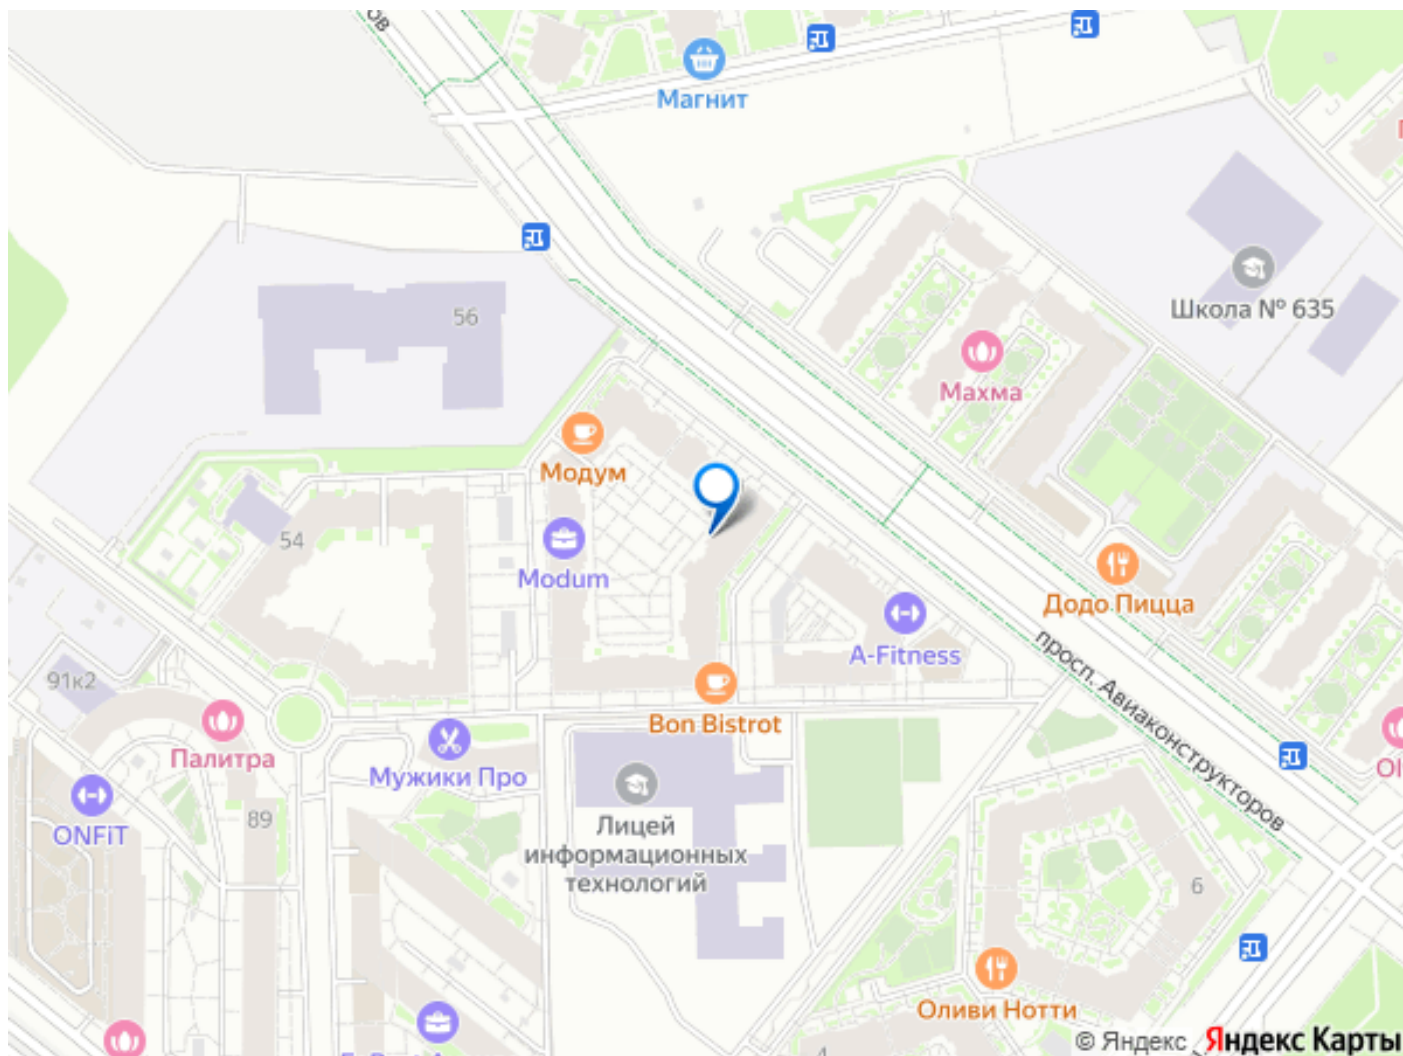 ов
Магнит
Школа № 635
56
Махма
Модум
54
Modum
Додо Пицца
A-Fitness
просп. Авиаконструкторов
91к2
Bon Bistrot
Палитра
Мужики Про
ONFiT
89
Лицей
информационных
технологий
6
Оливи Нотти
© Яндекс Яндекс Карты